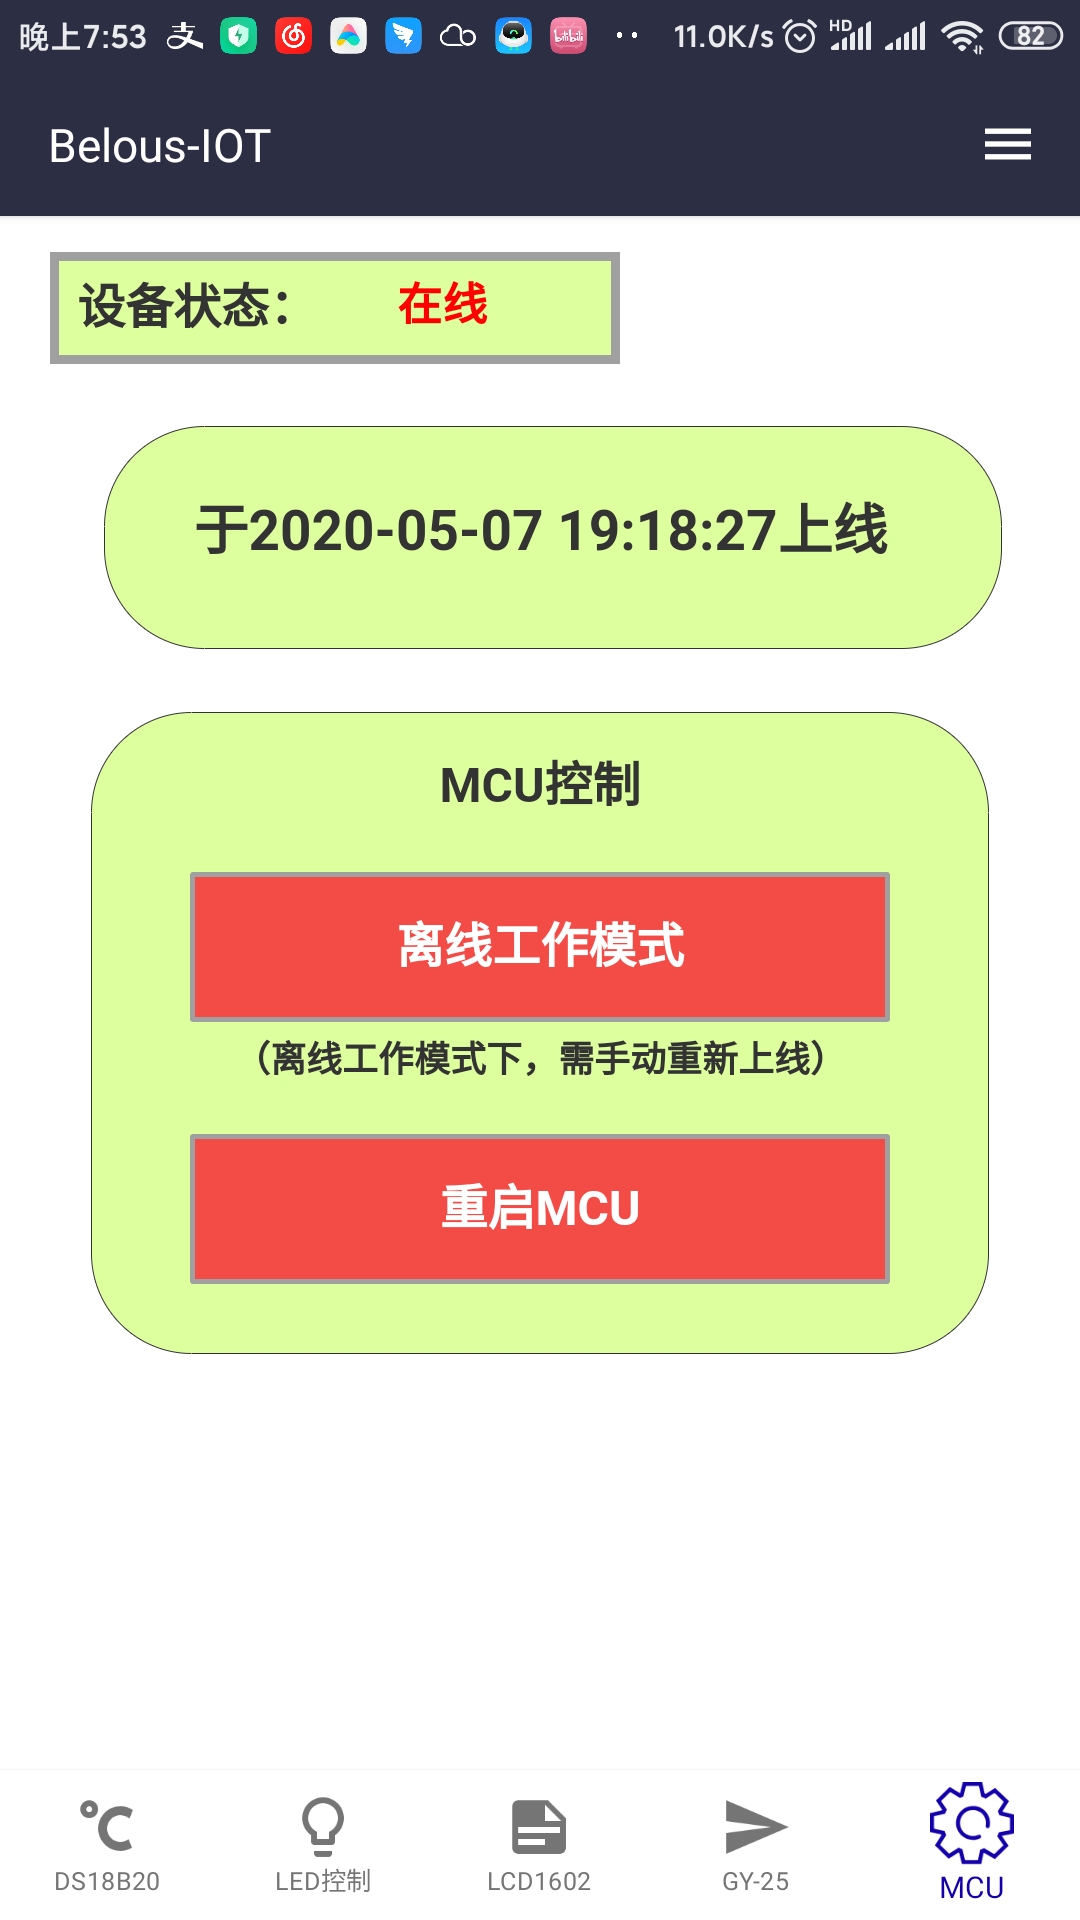 晚上7:53 支 bilibili 11.0K/s HD 82
Belous-IOT
设备状态： 在线
于2020-05-07 19:18:27上线
MCU控制
离线工作模式
（离线工作模式下，需手动重新上线）
重启MCU
DS18B20 LED控制 LCD1602 GY-25 MCU